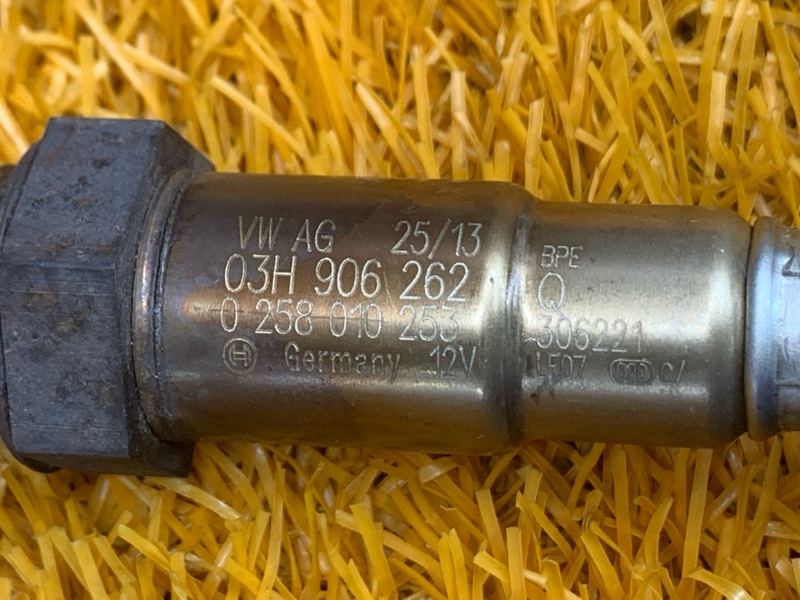 VW AG 25/13
03H 906 262
0 258 010 253
Germany 12V
BPE
Q
306221
LF07